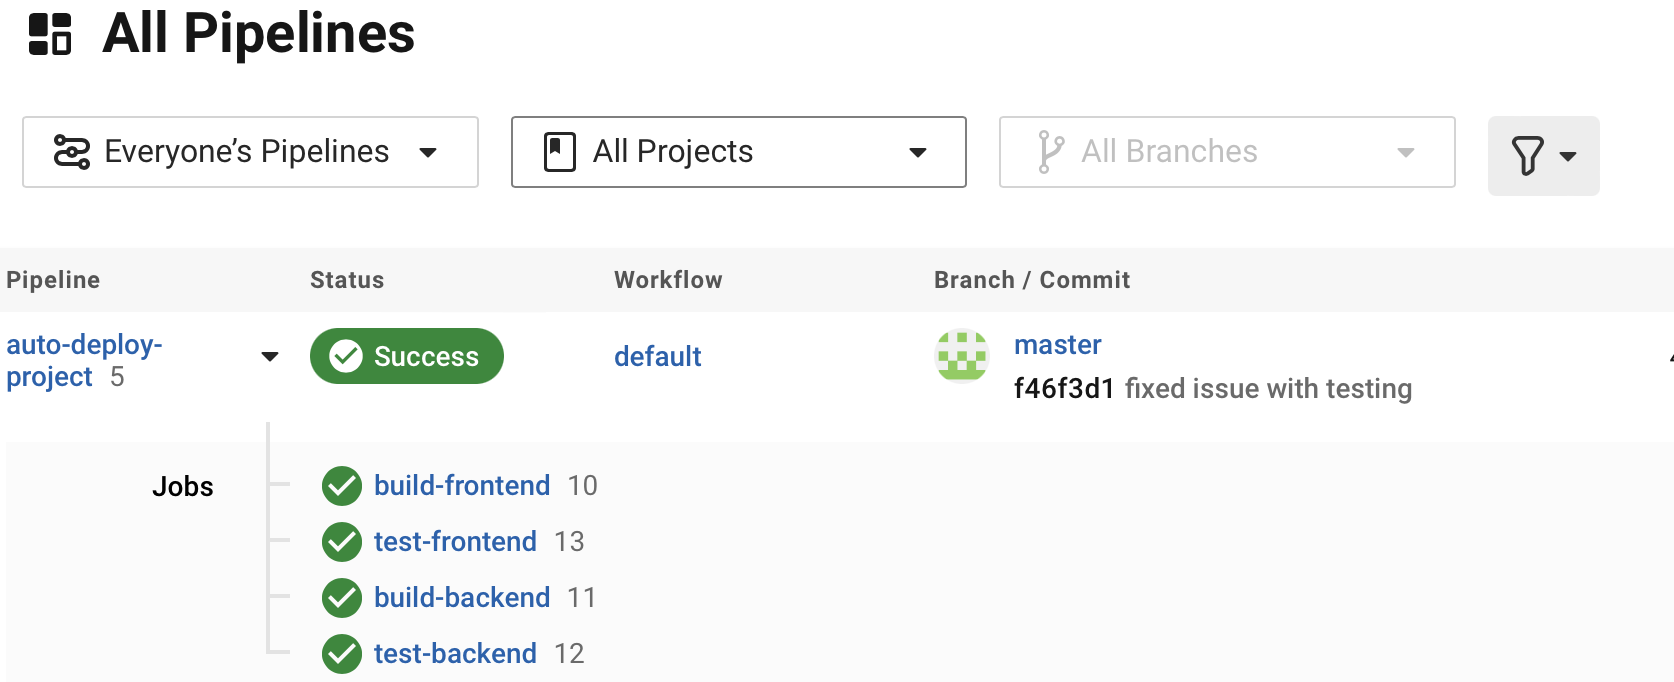 All Pipelines
Everyone’s Pipelines
All Projects
All Branches
Pipeline Status Workflow Branch / Commit
auto-deploy-
project 5
Success
default
master
f46f3d1 fixed issue with testing
Jobs
build-frontend 10
test-frontend 13
build-backend 11
test-backend 12